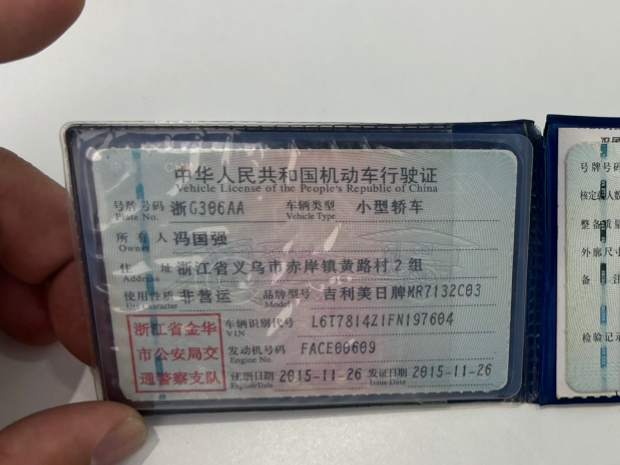 中华人民共和国机动车行驶证
Vehicle License of the People's Republic of China
号牌号码 浙G306AA 车辆类型 小型轿车
Plate No. Vehicle Type
所有人 冯国强
Owner
住址 浙江省义乌市赤岸镇黄路村2组
Address
使用性质 非营运 品牌型号 吉利美日牌MR7132C03
Use Character Model
浙江省金华
市公安局交
通警察支队
车辆识别代号 L6T7814Z1FN197604
VIN
发动机号码 FACE00609
Engine No.
注册日期 2015-11-26 发证日期 2015-11-26
Register Date Issue Date
号牌号码
核定载人数
整备质量
外廓尺寸
备注
检验记录